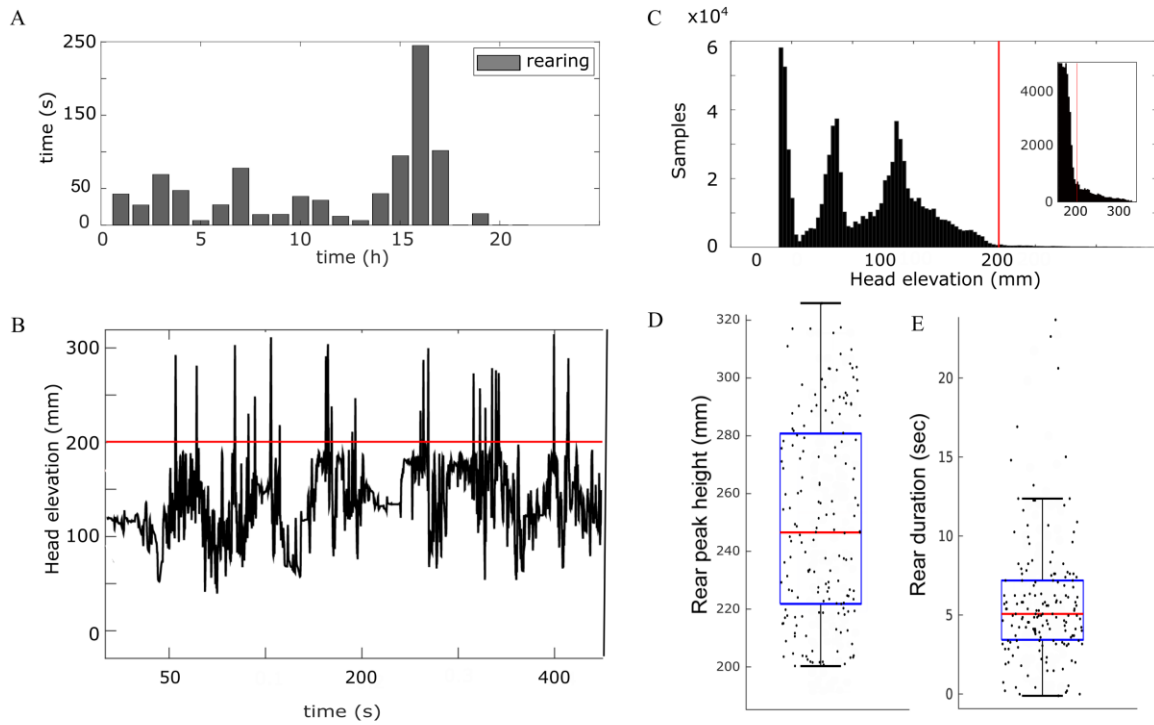 A
250
150
50
0
time (s)
rearing
0
5
10
15
20
time (h)
B
300
200
100
0
Head elevation (mm)
50
200
400
time (s)
C
x10⁴
6
4
2
0
Samples
0
100
200
Head elevation (mm)
4000
2000
0
200
300
D
320
300
280
260
240
220
200
Rear peak height (mm)
E
20
15
10
5
0
Rear duration (sec)